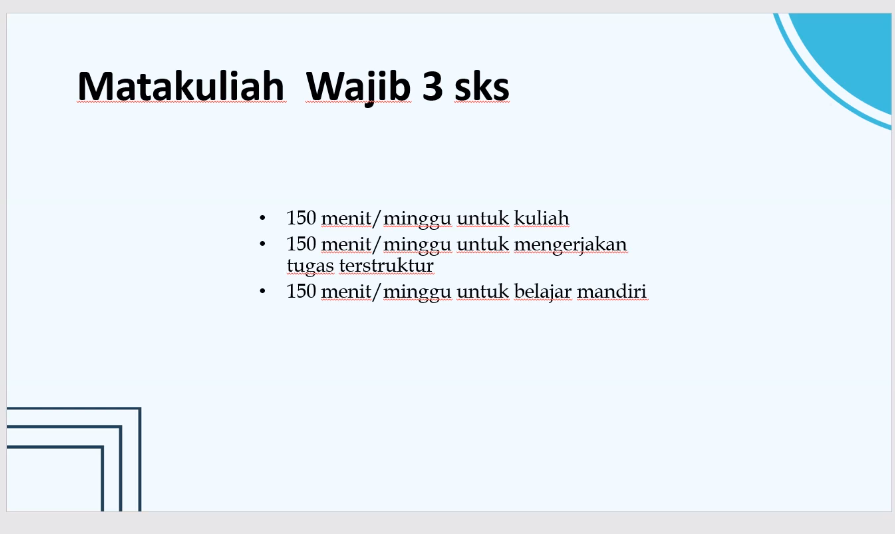 Matakuliah  Wajib 3 sks
• 150 menit/minggu untuk kuliah
• 150 menit/minggu untuk mengerjakan
tugas terstruktur
• 150 menit/minggu untuk belajar mandiri